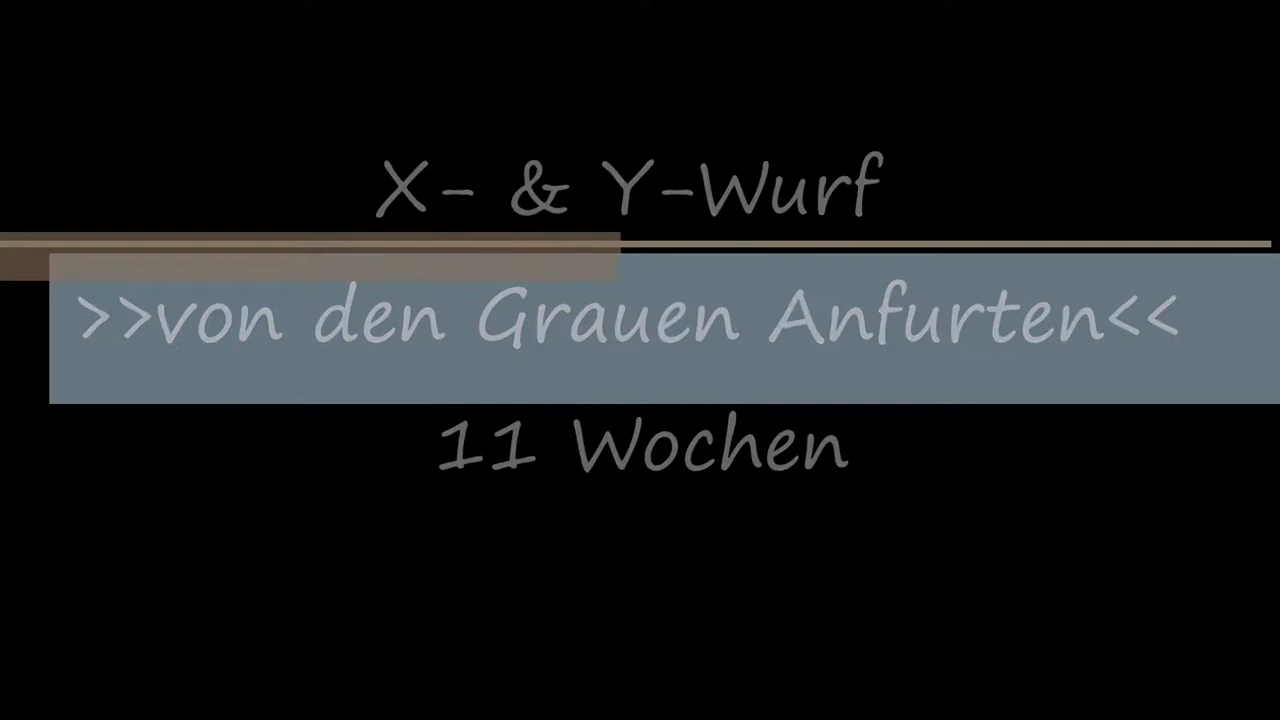 X- & Y-Wurf
>>von den Grauen Anfurten<<
11 Wochen